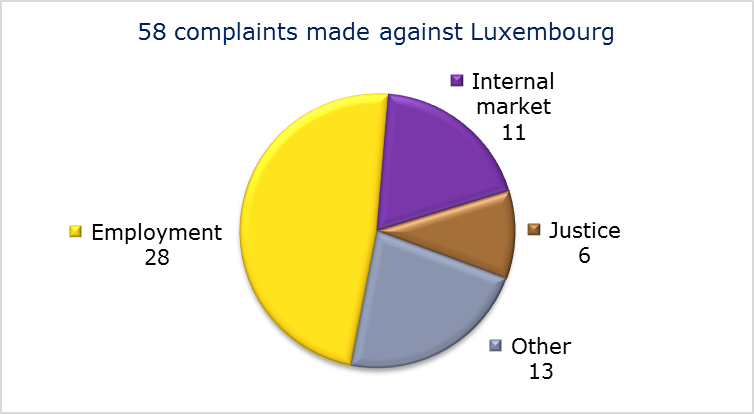 58 complaints made against Luxembourg
Internal
market
11
Employment
28
Justice
6
Other
13